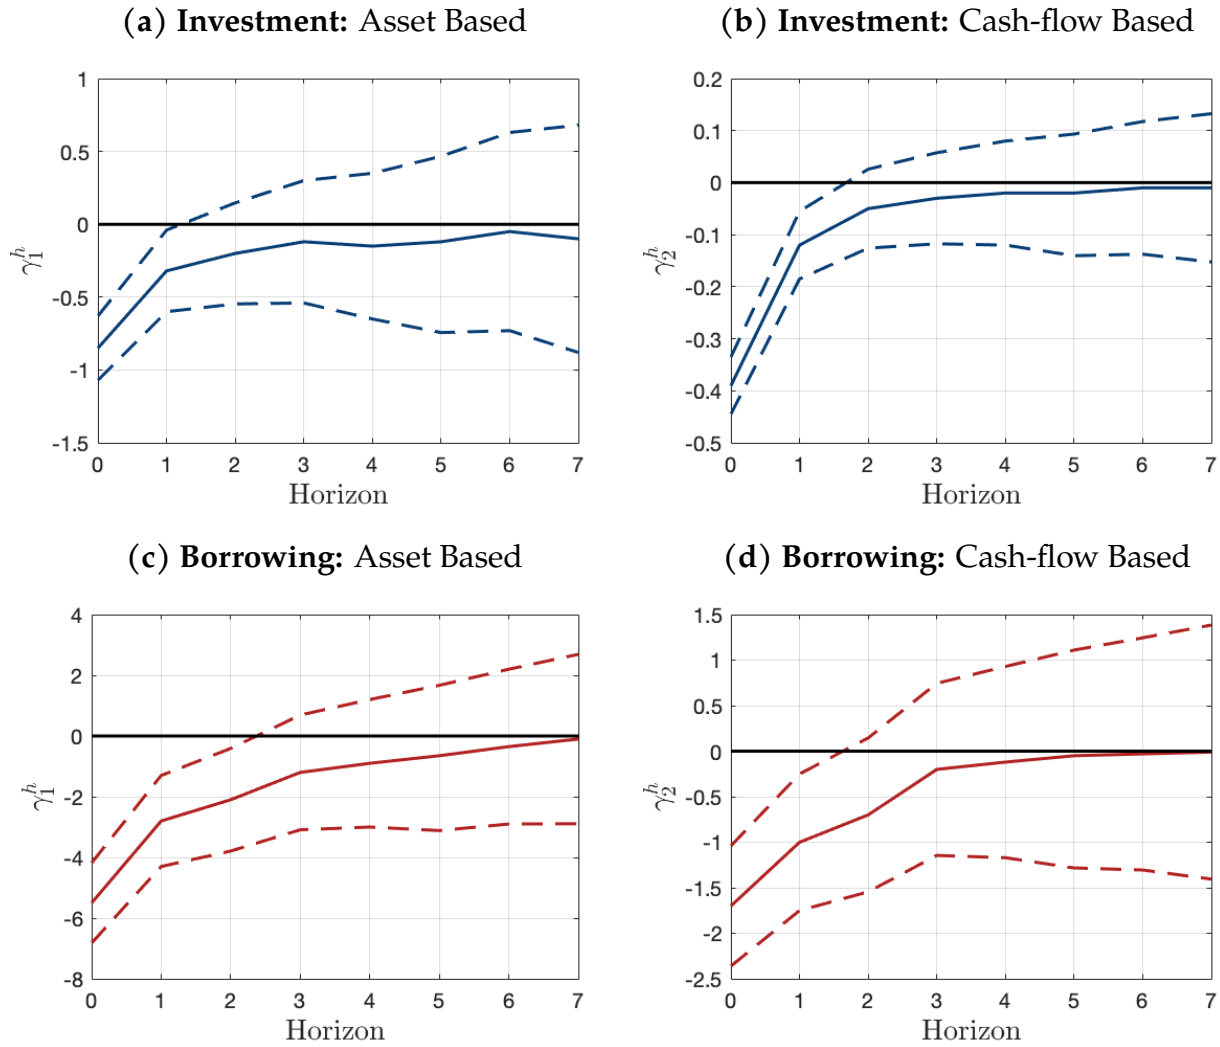 (a) Investment: Asset Based
1
0.5
0
-0.5
-1
-1.5
γ₁ʰ
0 1 2 3 4 5 6 7
Horizon
(b) Investment: Cash-flow Based
0.2
0.1
0
-0.1
-0.2
-0.3
-0.4
-0.5
γ₂ʰ
0 1 2 3 4 5 6 7
Horizon
(c) Borrowing: Asset Based
4
2
0
-2
-4
-6
-8
γ₁ʰ
0 1 2 3 4 5 6 7
Horizon
(d) Borrowing: Cash-flow Based
1.5
1
0.5
0
-0.5
-1
-1.5
-2
-2.5
γ₂ʰ
0 1 2 3 4 5 6 7
Horizon